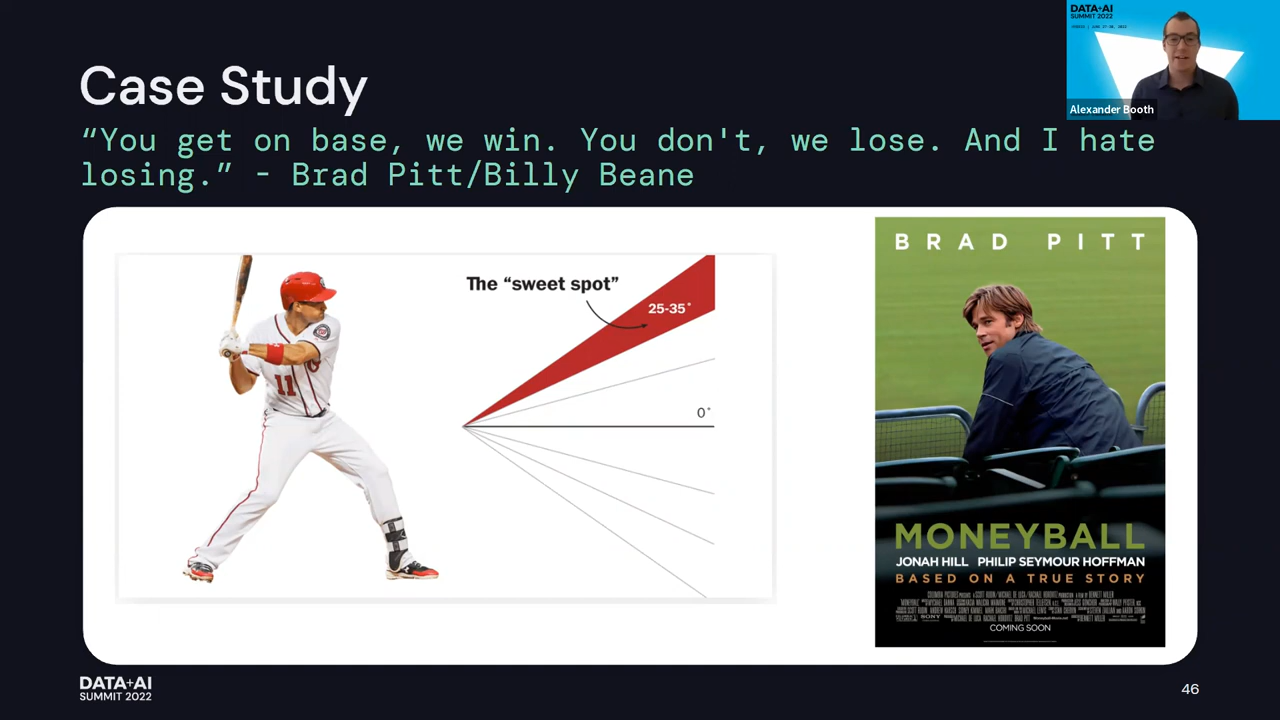 DATA+AI
SUMMIT 2022
Alexander Booth
Case Study
“You get on base, we win. You don't, we lose. And I hate
losing.” - Brad Pitt/Billy Beane
The “sweet spot”
25-35°
0°
11
BRAD PITT
MONEYBALL
JONAH HILL PHILIP SEYMOUR HOFFMAN
BASED ON A TRUE STORY
SONY
COMING SOON
DATA+AI
SUMMIT 2022
46